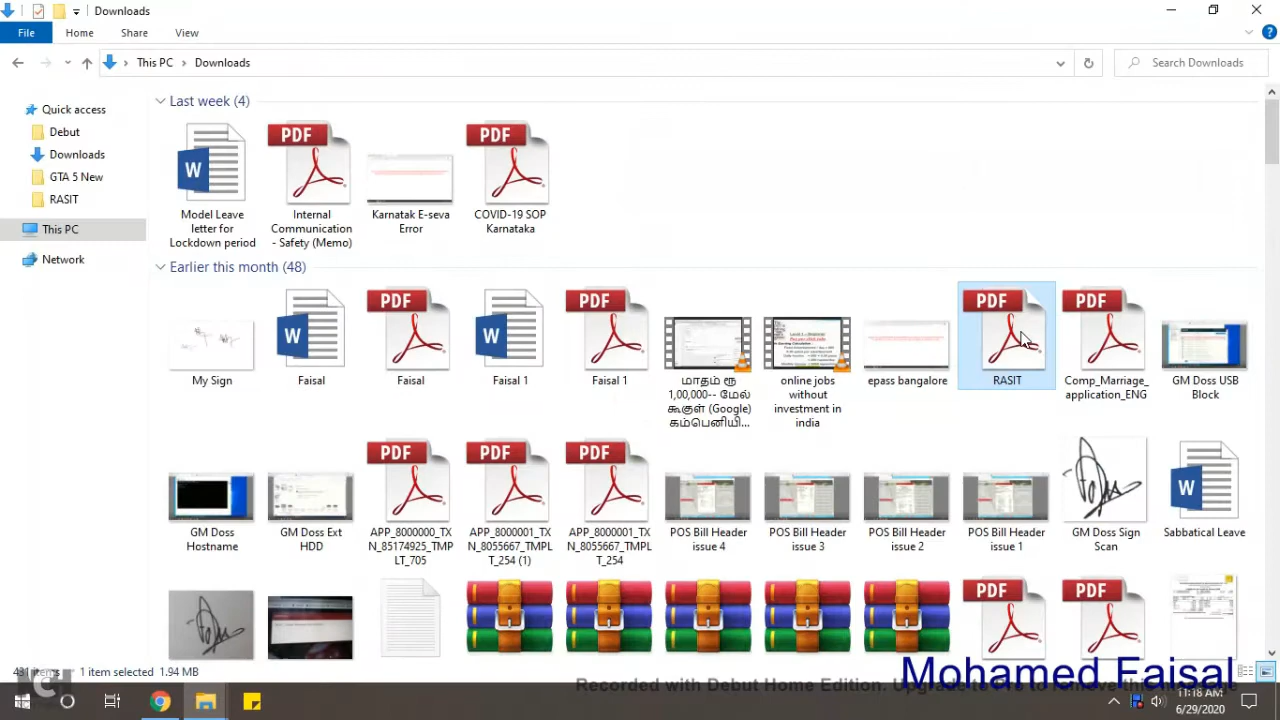 Downloads
File Home Share View
This PC Downloads
Search Downloads
Quick access
Debut
Downloads
GTA 5 New
RASIT
This PC
Network
Last week (4)
PDF
PDF
W
Model Leave
letter for
Lockdown period
Internal
Communication
- Safety (Memo)
Karnatak E-seva
Error
COVID-19 SOP
Karnataka
Earlier this month (48)
PDF
PDF
PDF
PDF
W
W
My Sign
Faisal
Faisal
Faisal 1
Faisal 1
மாதம் ரூ
1,00,000-- மேல்
கூகுள் (Google)
கம்பெனியி...
online jobs
without
investment in
india
epass bangalore
RASIT
Comp_Marriage_
application_ENG
GM Doss USB
Block
PDF
PDF
PDF
W
GM Doss
Hostname
GM Doss Ext
HDD
APP_8000000_TX
N_85174925_TMP
LT_705
APP_8000001_TX
N_8055667_TMPL
T_254 (1)
APP_8000001_TX
N_8055667_TMPL
T_254
POS Bill Header
issue 4
POS Bill Header
issue 3
POS Bill Header
issue 2
POS Bill Header
issue 1
GM Doss Sign
Scan
Sabbatical Leave
PDF
PDF
1 item selected 1.94 MB
Mohamed Faisal
Recorded with Debut Home Edition. Upgrade to Pro to remove this message
11:18 AM
6/29/2020